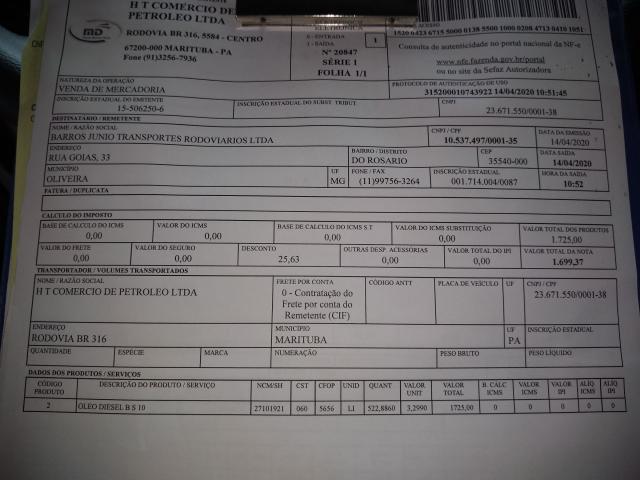 H T COMÉRCIO DE
PETROLEO LTDA
RODOVIA BR 316, 5584 - CENTRO
67200-000 MARITUBA - PA
Fone (91)3256-7936
MD
ELETRÔNICA
0 - ENTRADA
1 - SAÍDA
1
Nº 20847
SÉRIE 1
FOLHA 1/1
1520 0423 6715 5000 0138 5500 1000 0208 4713 0410 1051
Consulta de autenticidade no portal nacional da NF-e
www.nfe.fazenda.gov.br/portal
ou no site da Sefaz Autorizadora
NATUREZA DA OPERAÇÃO
VENDA DE MERCADORIA
PROTOCOLO DE AUTENTICAÇÃO DE USO
315200010743922 14/04/2020 10:51:45
INSCRIÇÃO ESTADUAL DO EMITENTE
15-506250-6
INSCRIÇÃO ESTADUAL DO SUBST. TRIBUT.
CNPJ
23.671.550/0001-38
DESTINATÁRIO / REMETENTE
NOME / RAZÃO SOCIAL
BARROS JUNIO TRANSPORTES RODOVIARIOS LTDA
CNPJ / CPF
10.537.497/0001-35
DATA DA EMISSÃO
14/04/2020
ENDEREÇO
RUA GOIAS, 33
BAIRRO / DISTRITO
DO ROSARIO
CEP
35540-000
DATA SAÍDA
14/04/2020
MUNICÍPIO
OLIVEIRA
UF
MG
FONE / FAX
(11)99756-3264
INSCRIÇÃO ESTADUAL
001.714.004/0087
HORA DA SAÍDA
10:52
FATURA / DUPLICATA
CALCULO DO IMPOSTO
BASE DE CALCULO DO ICMS
0,00
VALOR DO ICMS
0,00
BASE DE CALCULO DO ICMS S.T
0,00
VALOR DO ICMS SUBSTITUIÇÃO
0,00
VALOR TOTAL DOS PRODUTOS
1.725,00
VALOR DO FRETE
0,00
VALOR DO SEGURO
0,00
DESCONTO
25,63
OUTRAS DESP. ACESSÓRIAS
0,00
VALOR TOTAL DO IPI
0,00
VALOR TOTAL DA NOTA
1.699,37
TRANSPORTADOR / VOLUMES TRANSPORTADOS
NOME / RAZÃO SOCIAL
H T COMERCIO DE PETROLEO LTDA
FRETE POR CONTA
0 - Contratação do
Frete por conta do
Remetente (CIF)
CÓDIGO ANTT
PLACA DE VEÍCULO
UF
CNPJ / CPF
23.671.550/0001-38
ENDEREÇO
RODOVIA BR 316
MUNICÍPIO
MARITUBA
UF
PA
INSCRIÇÃO ESTADUAL
QUANTIDADE
ESPÉCIE
MARCA
NUMERAÇÃO
PESO BRUTO
PESO LÍQUIDO
DADOS DOS PRODUTOS / SERVIÇOS
CÓDIGO PRODUTO DESCRIÇÃO DO PRODUTO / SERVIÇO NCM/SH CST CFOP UNID QUANT VALOR UNIT VALOR TOTAL B. CALC ICMS VALOR ICMS VALOR IPI ALÍQ ICMS ALÍQ IPI
2 OLEO DIESEL B S 10 27101921 060 5656 LI 522,8860 3,2990 1725,00 0 0 0 0 0